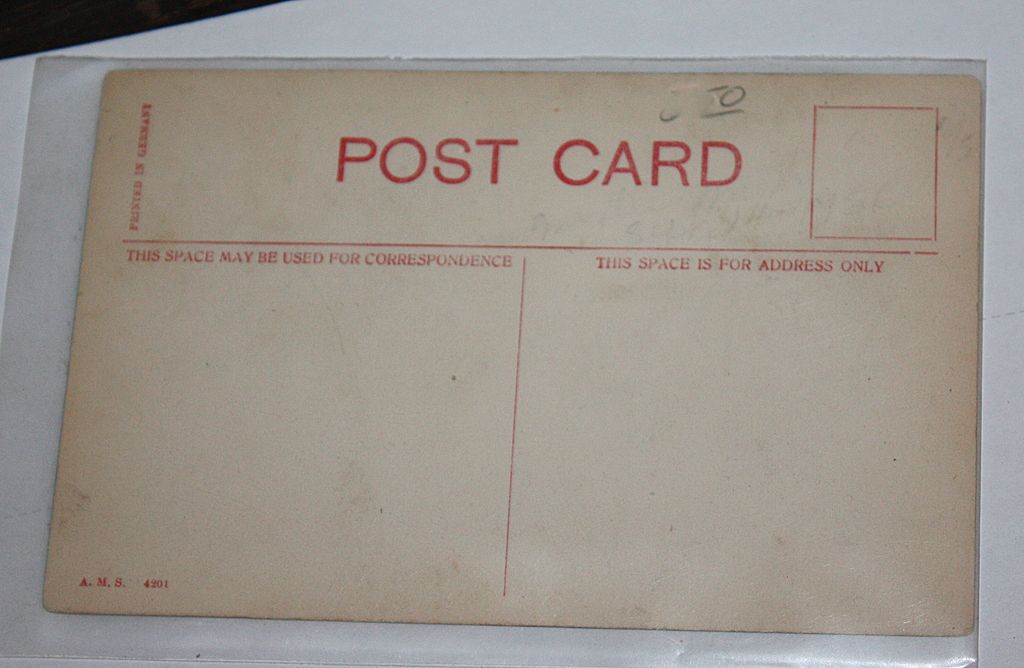 PRINTED IN GERMANY
50
POST CARD
THIS SPACE MAY BE USED FOR CORRESPONDENCE
THIS SPACE IS FOR ADDRESS ONLY
A. M. S. 4201